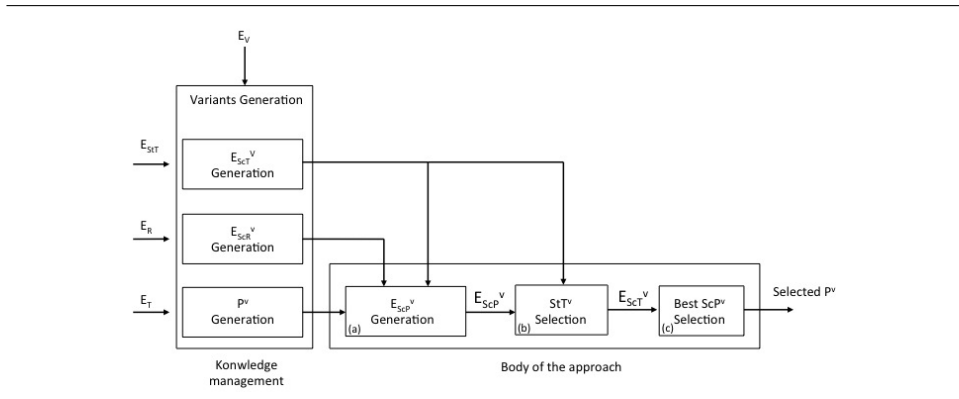 E_V
Variants Generation
E_StT
E_ScT^V
Generation
E_R
E_ScR^v
Generation
E_T
P^v
Generation
E_ScP^v
Generation
(a)
E_ScP^v
StT^v
Selection
(b)
E_ScT^v
Best ScP^v
Selection
(c)
Selected P^v
Konwledge
management
Body of the approach